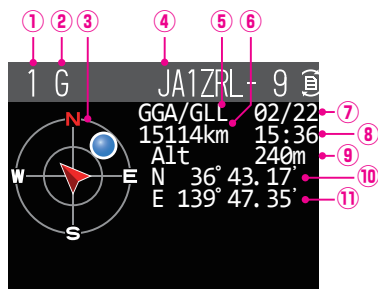 ① ② ③ ④ ⑤ ⑥
1 G JA1ZRL- 9
GGA/GLL 02/22 ⑦
15114km 15:36 ⑧
Alt 240m ⑨
N 36°43.17' ⑩
E 139°47.35' ⑪
N
W E
S